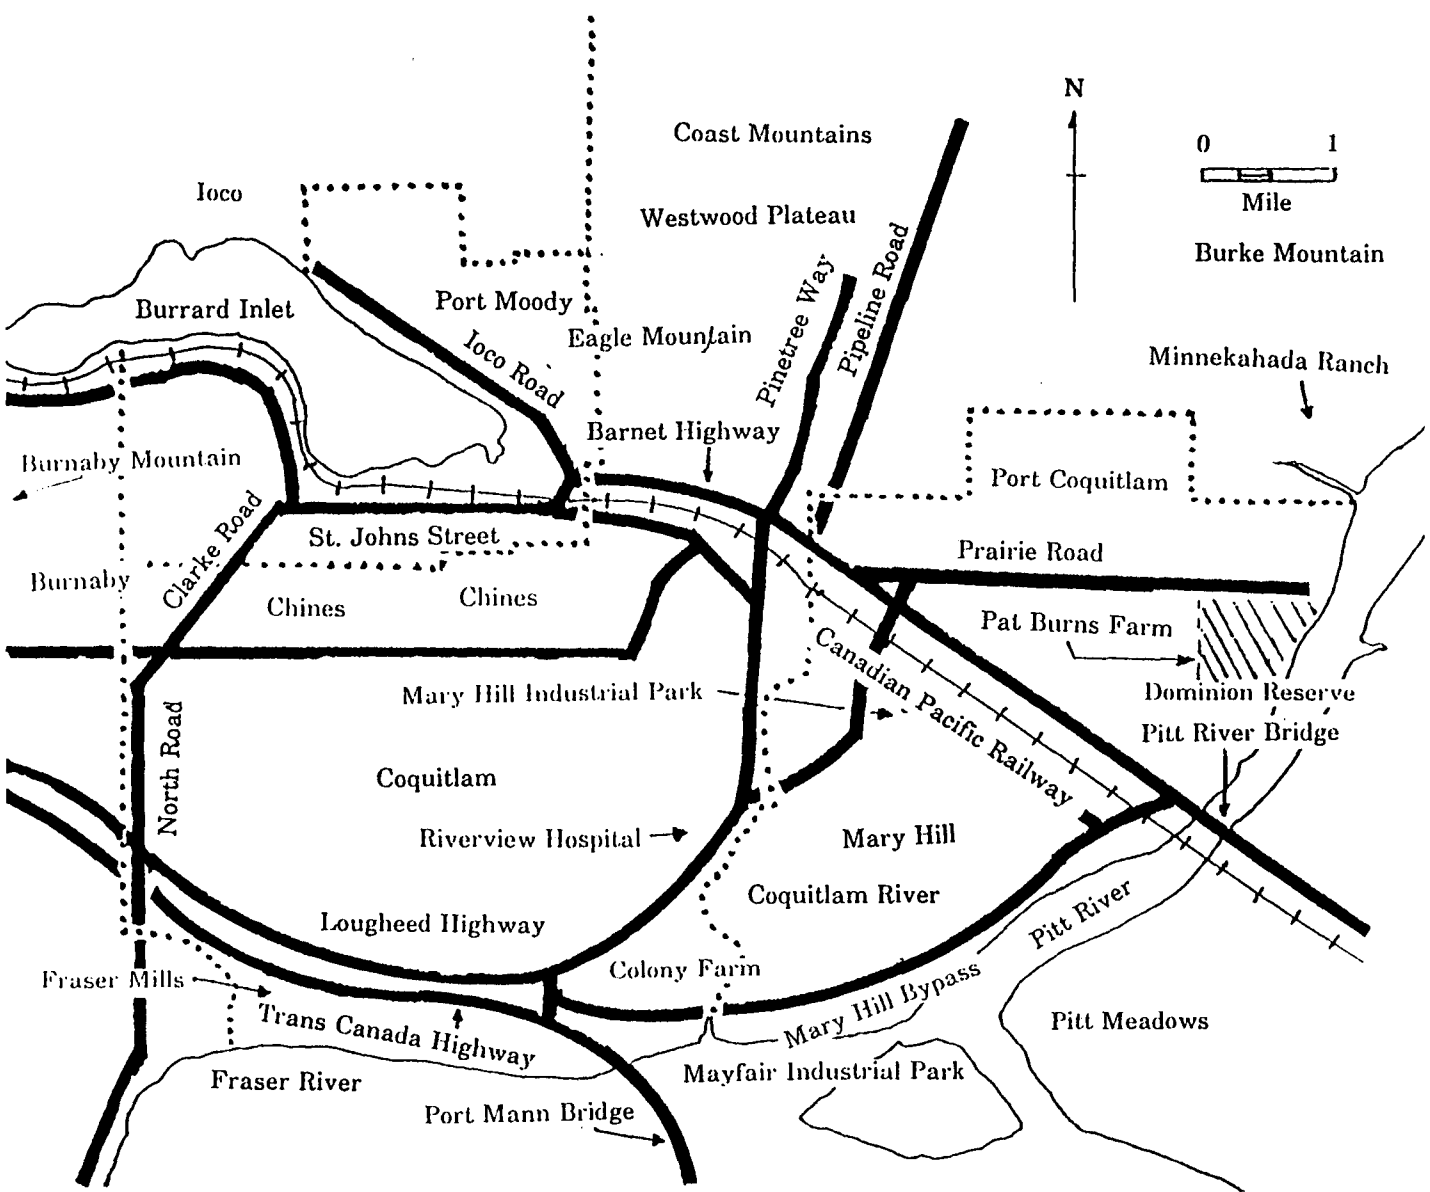 N
Coast Mountains
0 1
Mile
Ioco
Westwood Plateau
Burke Mountain
Pinetree Way
Pipeline Road
Burrard Inlet
Port Moody
Eagle Mountain
Ioco Road
Minnekahada Ranch
Barnet Highway
Burnaby Mountain
Port Coquitlam
Clarke Road
St. Johns Street
Prairie Road
Burnaby
Chines
Chines
Pat Burns Farm
Canadian Pacific Railway
Mary Hill Industrial Park
Dominion Reserve
Pitt River Bridge
North Road
Coquitlam
Riverview Hospital
Mary Hill
Coquitlam River
Lougheed Highway
Pitt River
Colony Farm
Fraser Mills
Mary Hill Bypass
Trans Canada Highway
Pitt Meadows
Fraser River
Mayfair Industrial Park
Port Mann Bridge